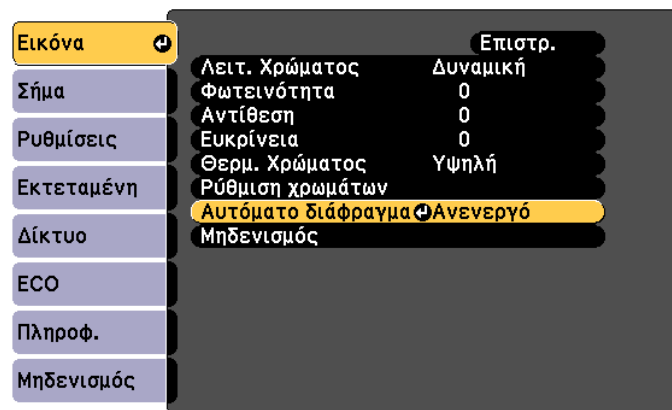 Εικόνα
Σήμα
Ρυθμίσεις
Εκτεταμένη
Δίκτυο
ECO
Πληροφ.
Μηδενισμός
Επιστρ.
Λειτ. Χρώματος Δυναμική
Φωτεινότητα 0
Αντίθεση 0
Ευκρίνεια 0
Θερμ. Χρώματος Υψηλή
Ρύθμιση χρωμάτων
Αυτόματο διάφραγμα Ανενεργό
Μηδενισμός